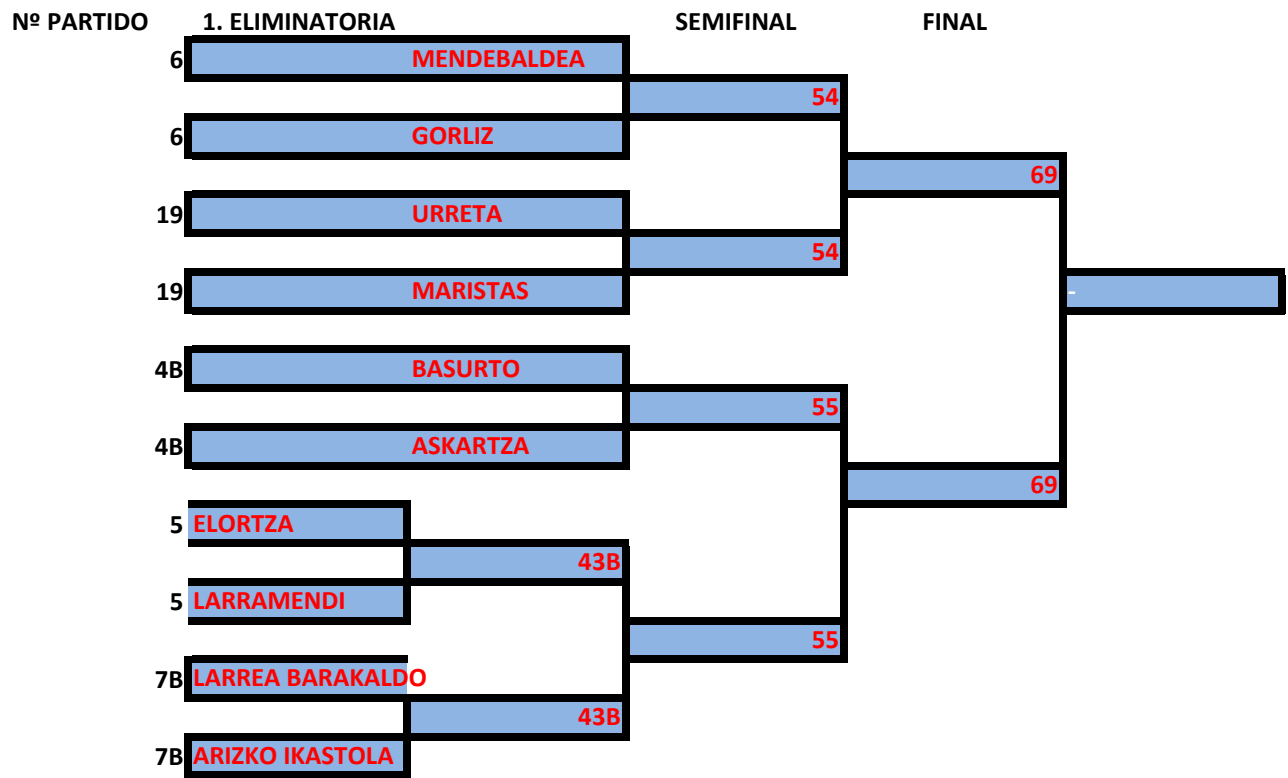 Nº PARTIDO 1. ELIMINATORIA SEMIFINAL FINAL
6 MENDEBALDEA
54
6 GORLIZ
69
19 URRETA
54
19 MARISTAS
-
4B BASURTO
55
4B ASKARTZA
69
5 ELORTZA
43B
5 LARRAMENDI
55
7B LARREA BARAKALDO
43B
7B ARIZKO IKASTOLA